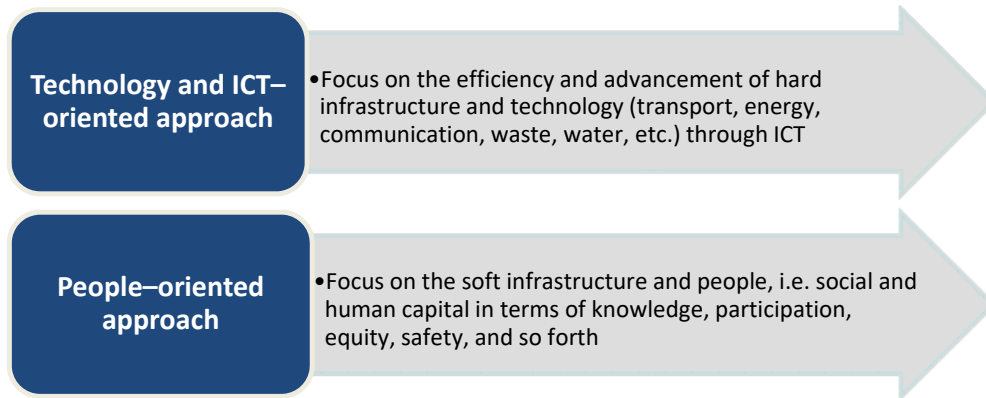 Technology and ICT–
oriented approach
•Focus on the efficiency and advancement of hard
infrastructure and technology (transport, energy,
communication, waste, water, etc.) through ICT
People–oriented
approach
•Focus on the soft infrastructure and people, i.e. social and
human capital in terms of knowledge, participation,
equity, safety, and so forth